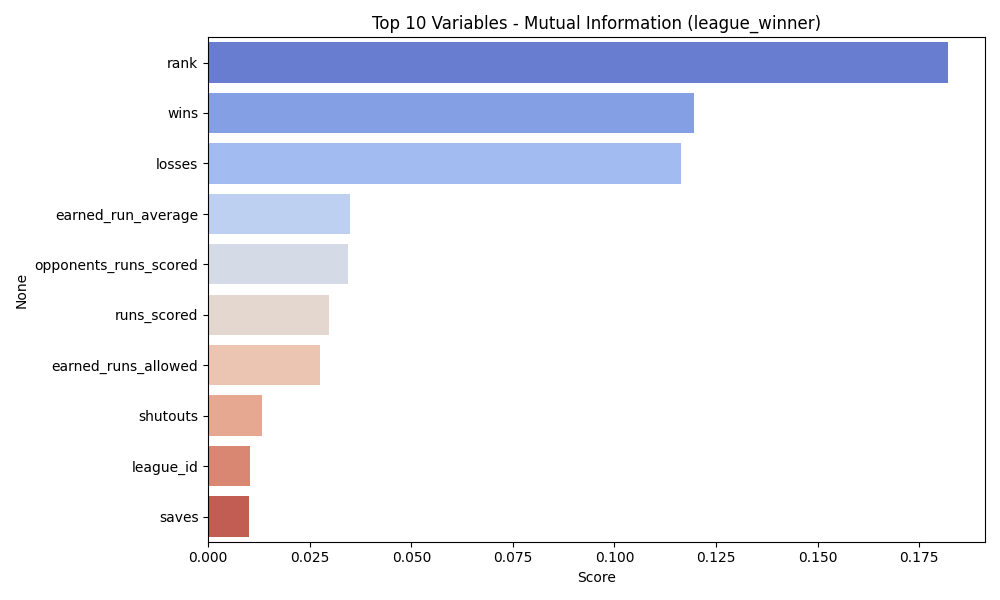 Top 10 Variables - Mutual Information (league_winner)
None
rank
wins
losses
earned_run_average
opponents_runs_scored
runs_scored
earned_runs_allowed
shutouts
league_id
saves
0.000 0.025 0.050 0.075 0.100 0.125 0.150 0.175
Score